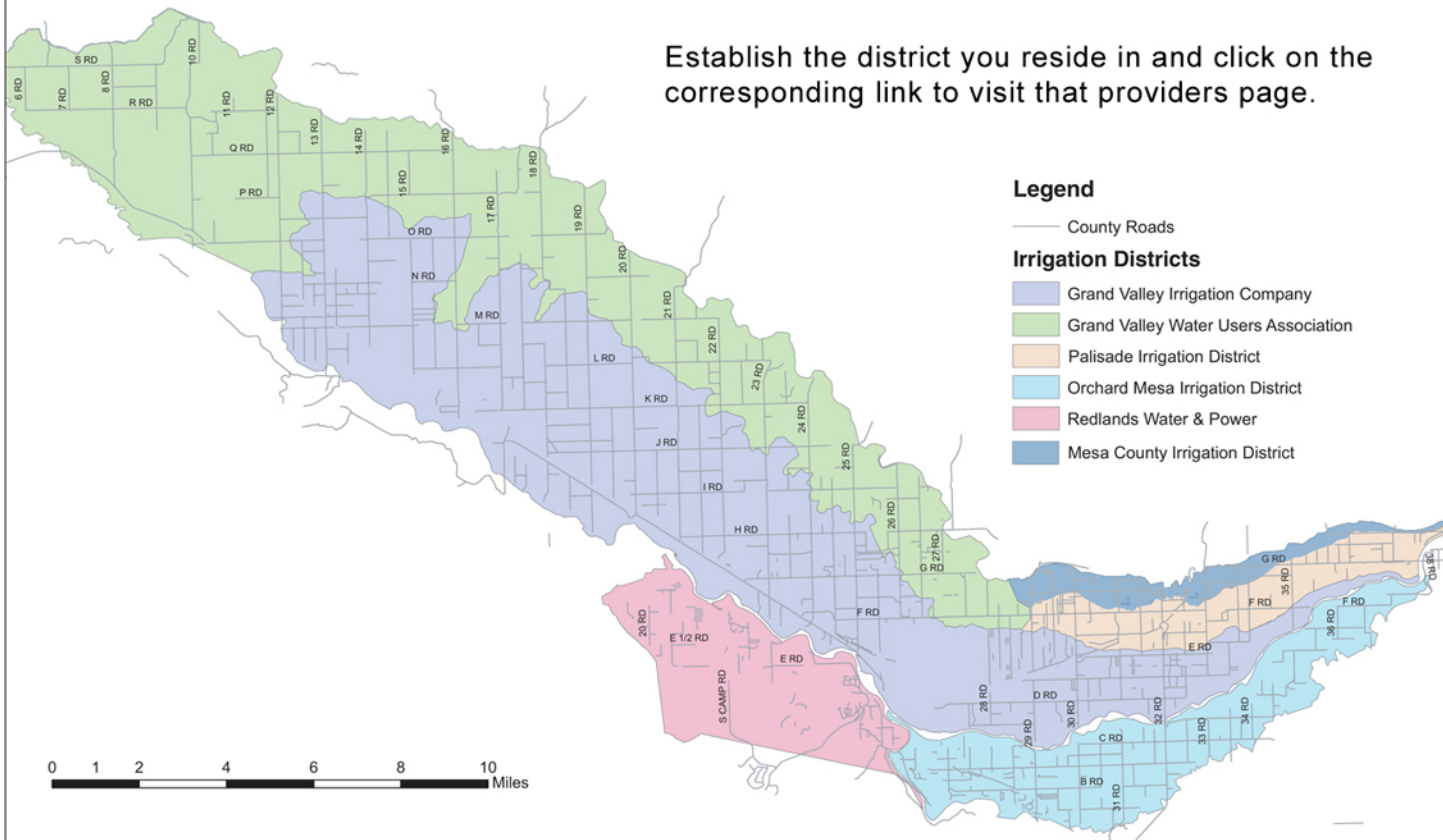 Establish the district you reside in and click on the
corresponding link to visit that providers page.
Legend
County Roads
Irrigation Districts
Grand Valley Irrigation Company
Grand Valley Water Users Association
Palisade Irrigation District
Orchard Mesa Irrigation District
Redlands Water & Power
Mesa County Irrigation District
S RD
10 RD
6 RD
7 RD
8 RD
R RD
11 RD
12 RD
13 RD
14 RD
16 RD
Q RD
18 RD
P RD
15 RD
17 RD
19 RD
O RD
20 RD
N RD
21 RD
M RD
22 RD
L RD
23 RD
K RD
24 RD
J RD
25 RD
I RD
26 RD
H RD
27 RD
G RD
G RD
35 RD
38 RD
F RD
F RD
F RD
36 RD
20 RD
E 1/2 RD
E RD
E RD
S CAMP RD
28 RD
D RD
30 RD
32 RD
34 RD
29 RD
C RD
33 RD
B RD
31 RD
0 1 2 4 6 8 10
Miles